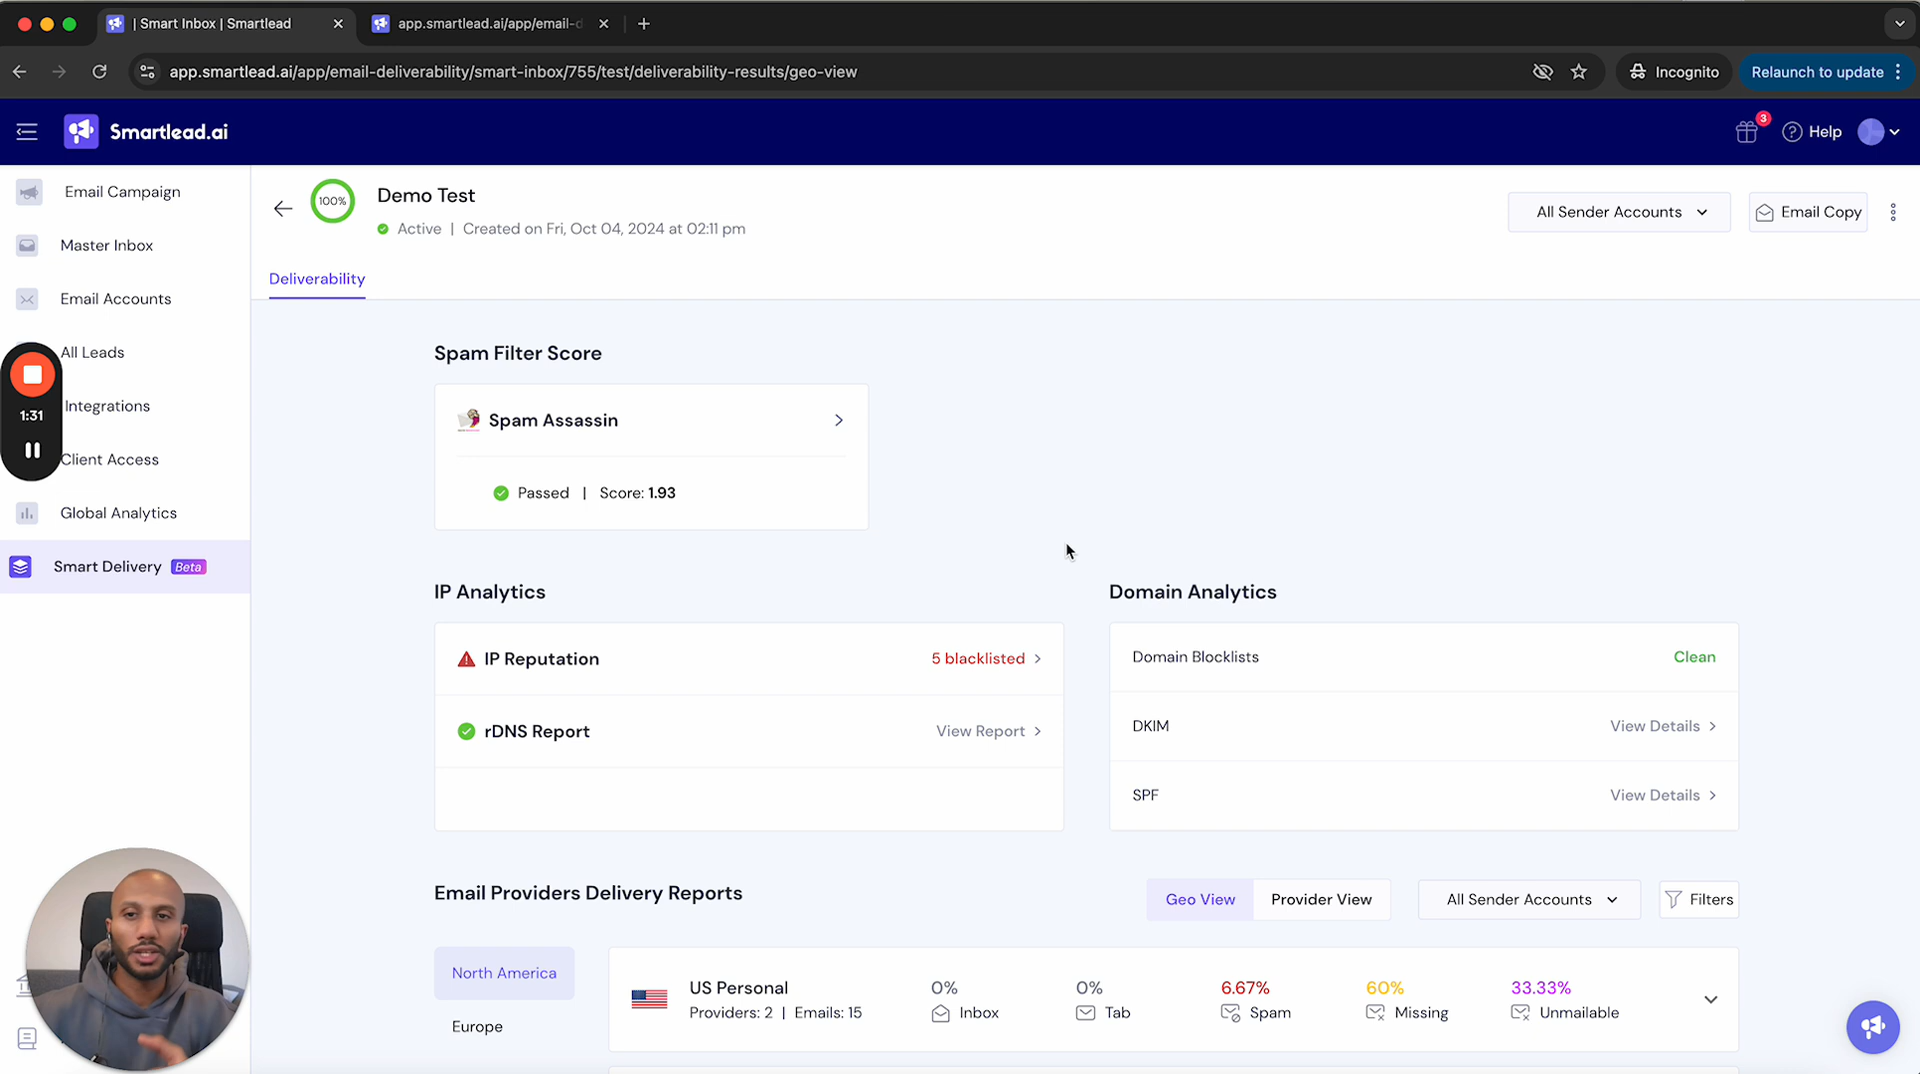 | Smart Inbox | Smartlead
app.smartlead.ai/app/email-d
app.smartlead.ai/app/email-deliverability/smart-inbox/755/test/deliverability-results/geo-view
Incognito
Relaunch to update
Smartlead.ai
3
Help
Email Campaign
Master Inbox
Email Accounts
All Leads
Integrations
Client Access
Global Analytics
Smart Delivery Beta
1:31
100%
Demo Test
Active | Created on Fri, Oct 04, 2024 at 02:11 pm
All Sender Accounts
Email Copy
Deliverability
Spam Filter Score
Spam Assassin
Passed | Score: 1.93
IP Analytics
IP Reputation 5 blacklisted
rDNS Report View Report
Domain Analytics
Domain Blocklists Clean
DKIM View Details
SPF View Details
Email Providers Delivery Reports
Geo View
Provider View
All Sender Accounts
Filters
North America
Europe
US Personal
Providers: 2 | Emails: 15
0%
Inbox
0%
Tab
6.67%
Spam
60%
Missing
33.33%
Unmailable